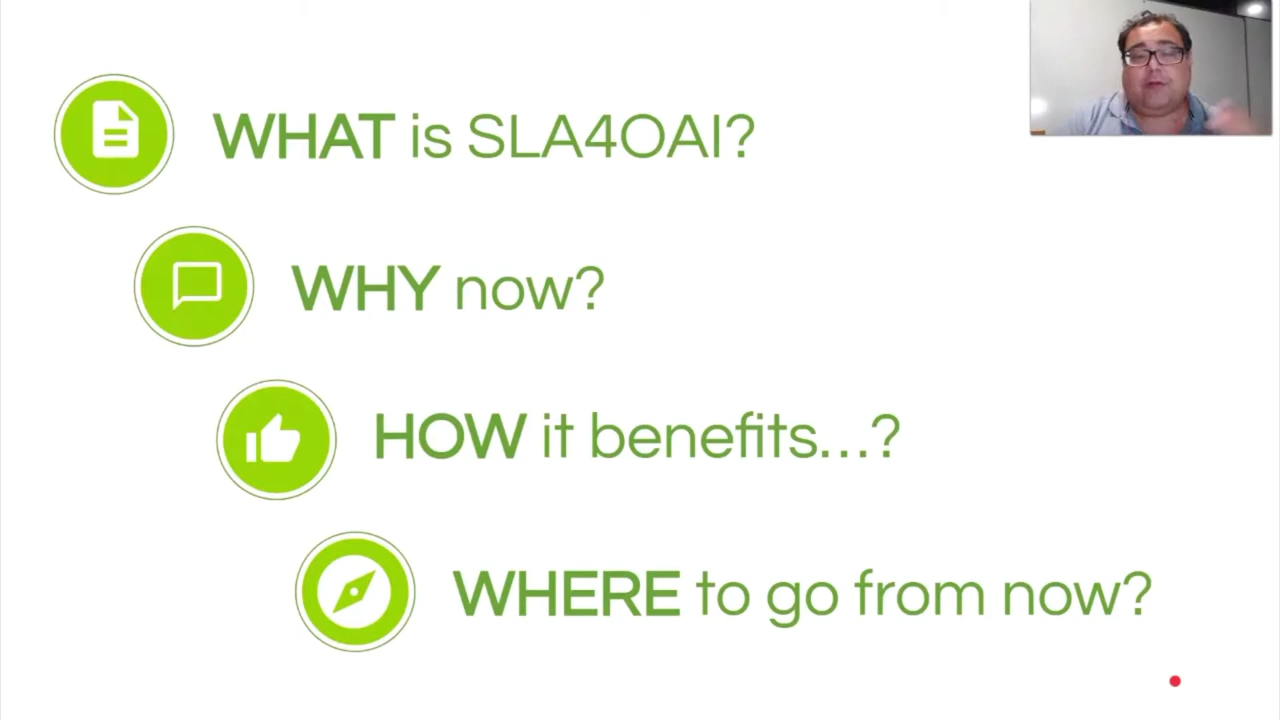 WHAT is SLA4OAI?
WHY now?
HOW it benefits...?
WHERE to go from now?